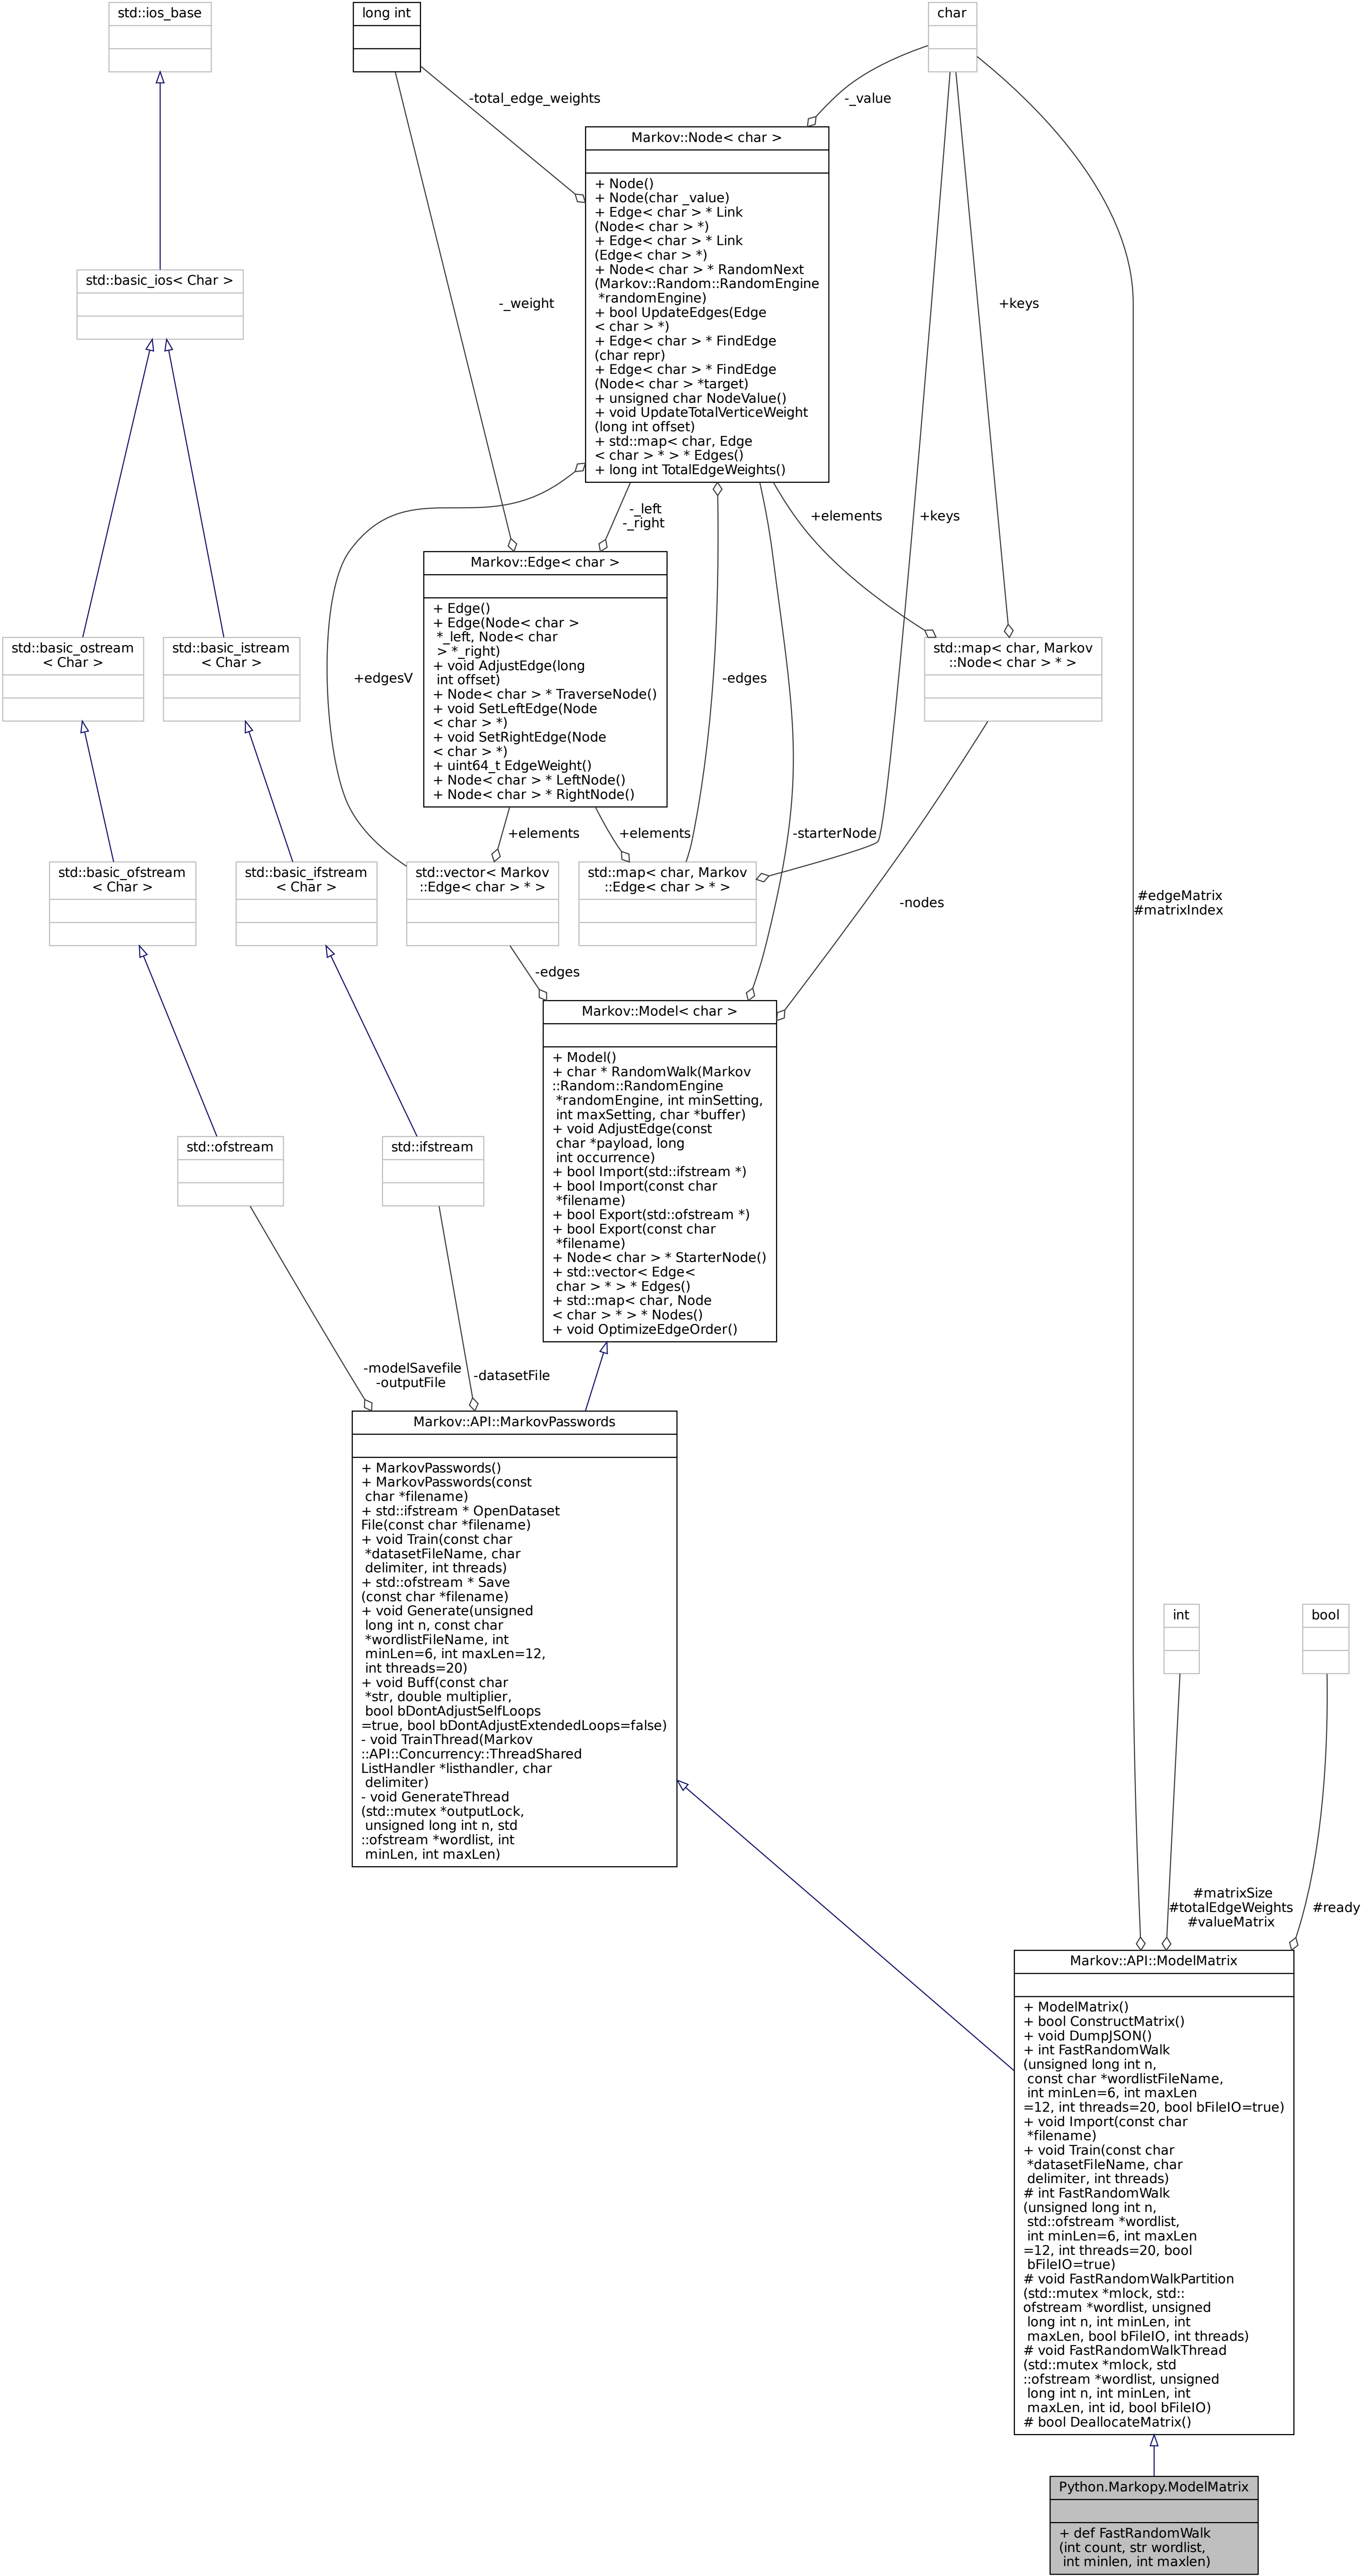 std::ios_base
long int
char
-total_edge_weights
-_value
Markov::Node< char >
+ Node()
+ Node(char _value)
+ Edge< char > * Link
(Node< char > *)
+ Edge< char > * Link
(Edge< char > *)
+ Node< char > * RandomNext
(Markov::Random::RandomEngine
 *randomEngine)
+ bool UpdateEdges(Edge
< char > *)
+ Edge< char > * FindEdge
(char repr)
+ Edge< char > * FindEdge
(Node< char > *target)
+ unsigned char NodeValue()
+ void UpdateTotalVerticeWeight
(long int offset)
+ std::map< char, Edge
< char > * > * Edges()
+ long int TotalEdgeWeights()
std::basic_ios< Char >
-_weight
+keys
-_left
-_right
+elements
+keys
Markov::Edge< char >
+ Edge()
+ Edge(Node< char >
 *_left, Node< char
 > *_right)
+ void AdjustEdge(long
 int offset)
+ Node< char > * TraverseNode()
+ void SetLeftEdge(Node
< char > *)
+ void SetRightEdge(Node
< char > *)
+ uint64_t EdgeWeight()
+ Node< char > * LeftNode()
+ Node< char > * RightNode()
std::basic_ostream
< Char >
std::basic_istream
< Char >
+edgesV
-edges
std::map< char, Markov
::Node< char > * >
+elements
+elements
-starterNode
std::basic_ofstream
< Char >
std::basic_ifstream
< Char >
std::vector< Markov
::Edge< char > * >
std::map< char, Markov
::Edge< char > * >
-nodes
#edgeMatrix
#matrixIndex
-edges
Markov::Model< char >
+ Model()
+ char * RandomWalk(Markov
::Random::RandomEngine
 *randomEngine, int minSetting,
 int maxSetting, char *buffer)
+ void AdjustEdge(const
 char *payload, long
 int occurrence)
+ bool Import(std::ifstream *)
+ bool Import(const char
 *filename)
+ bool Export(std::ofstream *)
+ bool Export(const char
 *filename)
+ Node< char > * StarterNode()
+ std::vector< Edge<
 char > * > * Edges()
+ std::map< char, Node
< char > * > * Nodes()
+ void OptimizeEdgeOrder()
std::ofstream
std::ifstream
-modelSavefile
-outputFile
-datasetFile
Markov::API::MarkovPasswords
+ MarkovPasswords()
+ MarkovPasswords(const
 char *filename)
+ std::ifstream * OpenDataset
File(const char *filename)
+ void Train(const char
 *datasetFileName, char
 delimiter, int threads)
+ std::ofstream * Save
(const char *filename)
+ void Generate(unsigned
 long int n, const char
 *wordlistFileName, int
 minLen=6, int maxLen=12,
 int threads=20)
+ void Buff(const char
 *str, double multiplier,
 bool bDontAdjustSelfLoops
=true, bool bDontAdjustExtendedLoops=false)
- void TrainThread(Markov
::API::Concurrency::ThreadShared
ListHandler *listhandler, char
 delimiter)
- void GenerateThread
(std::mutex *outputLock,
 unsigned long int n, std
::ofstream *wordlist, int
 minLen, int maxLen)
int
bool
#matrixSize
#totalEdgeWeights
#valueMatrix
#ready
Markov::API::ModelMatrix
+ ModelMatrix()
+ bool ConstructMatrix()
+ void DumpJSON()
+ int FastRandomWalk
(unsigned long int n,
 const char *wordlistFileName,
 int minLen=6, int maxLen
=12, int threads=20, bool bFileIO=true)
+ void Import(const char
 *filename)
+ void Train(const char
 *datasetFileName, char
 delimiter, int threads)
# int FastRandomWalk
(unsigned long int n,
 std::ofstream *wordlist,
 int minLen=6, int maxLen
=12, int threads=20, bool
 bFileIO=true)
# void FastRandomWalkPartition
(std::mutex *mlock, std::
ofstream *wordlist, unsigned
 long int n, int minLen, int
 maxLen, bool bFileIO, int threads)
# void FastRandomWalkThread
(std::mutex *mlock, std
::ofstream *wordlist, unsigned
 long int n, int minLen, int
 maxLen, int id, bool bFileIO)
# bool DeallocateMatrix()
Python.Markopy.ModelMatrix
+ def FastRandomWalk
(int count, str wordlist,
 int minlen, int maxlen)